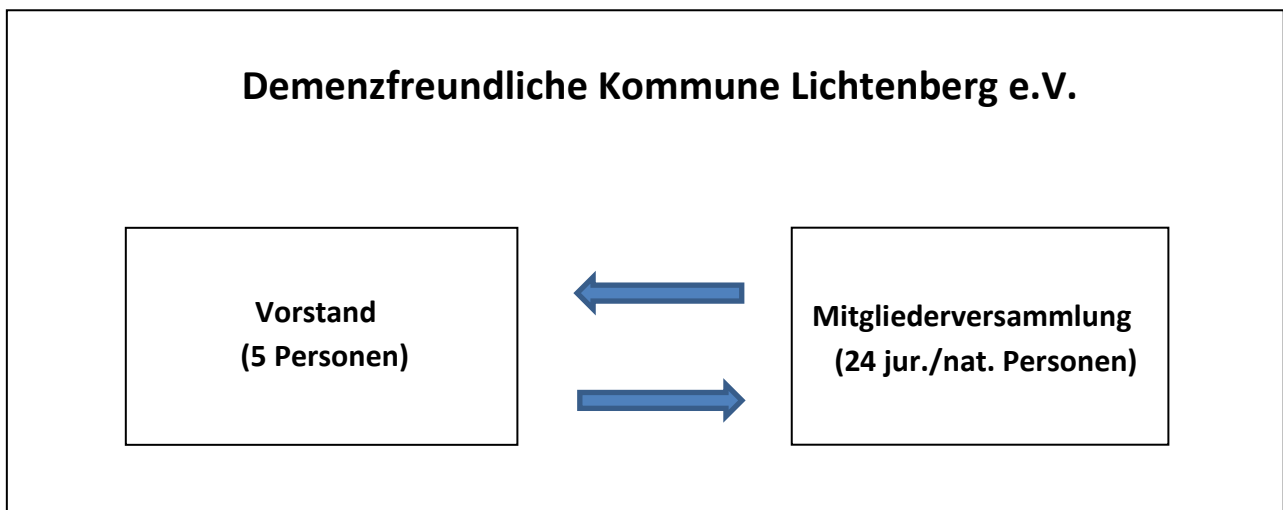 Demenzfreundliche Kommune Lichtenberg e.V.
Vorstand
(5 Personen)
Mitgliederversammlung
(24 jur./nat. Personen)